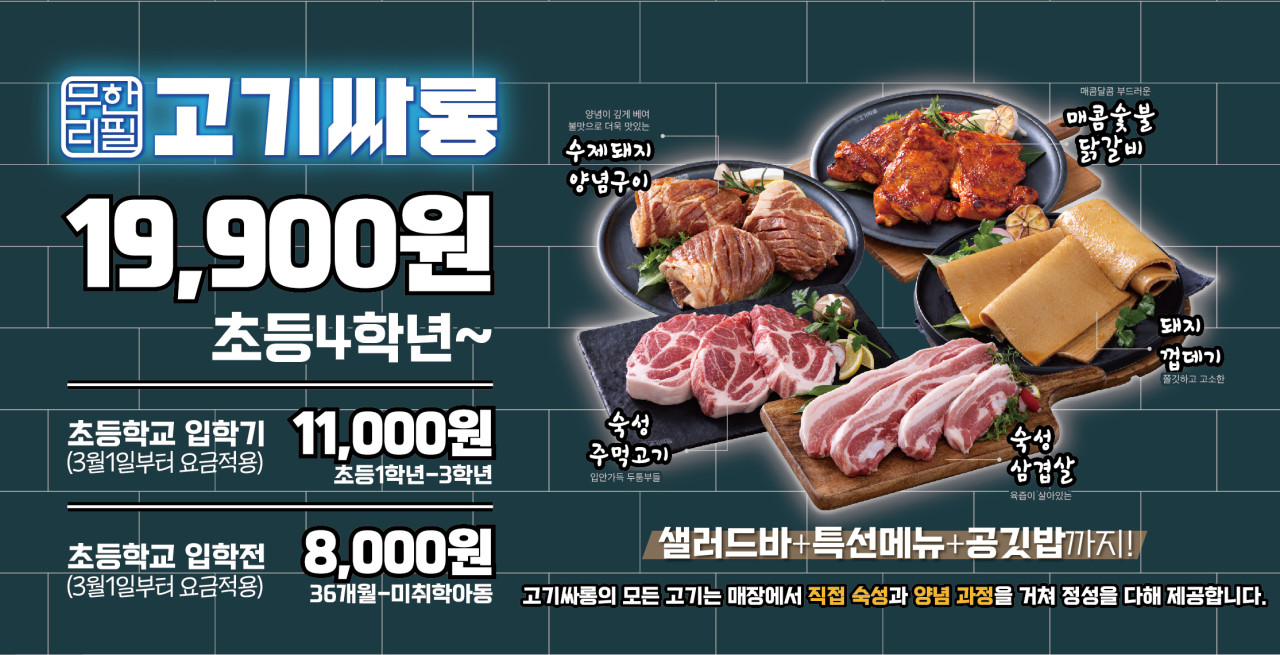 무한
리필
고기싸롱
19,900원
초등4학년~
초등학교 입학기
(3월1일부터 요금적용)
11,000원
초등1학년-3학년
초등학교 입학전
(3월1일부터 요금적용)
8,000원
36개월-미취학아동
양념이 깊게 베여
불맛으로 더욱 맛있는
수제돼지
양념구이
매콤달콤 부드러운
매콤숯불
닭갈비
돼지
껍데기
쫄깃하고 고소한
숙성
주먹고기
입안가득 두툼부들
숙성
삼겹살
육즙이 살아있는
샐러드바+특선메뉴+공깃밥까지!
고기싸롱의 모든 고기는 매장에서 직접 숙성과 양념 과정을 거쳐 정성을 다해 제공합니다.